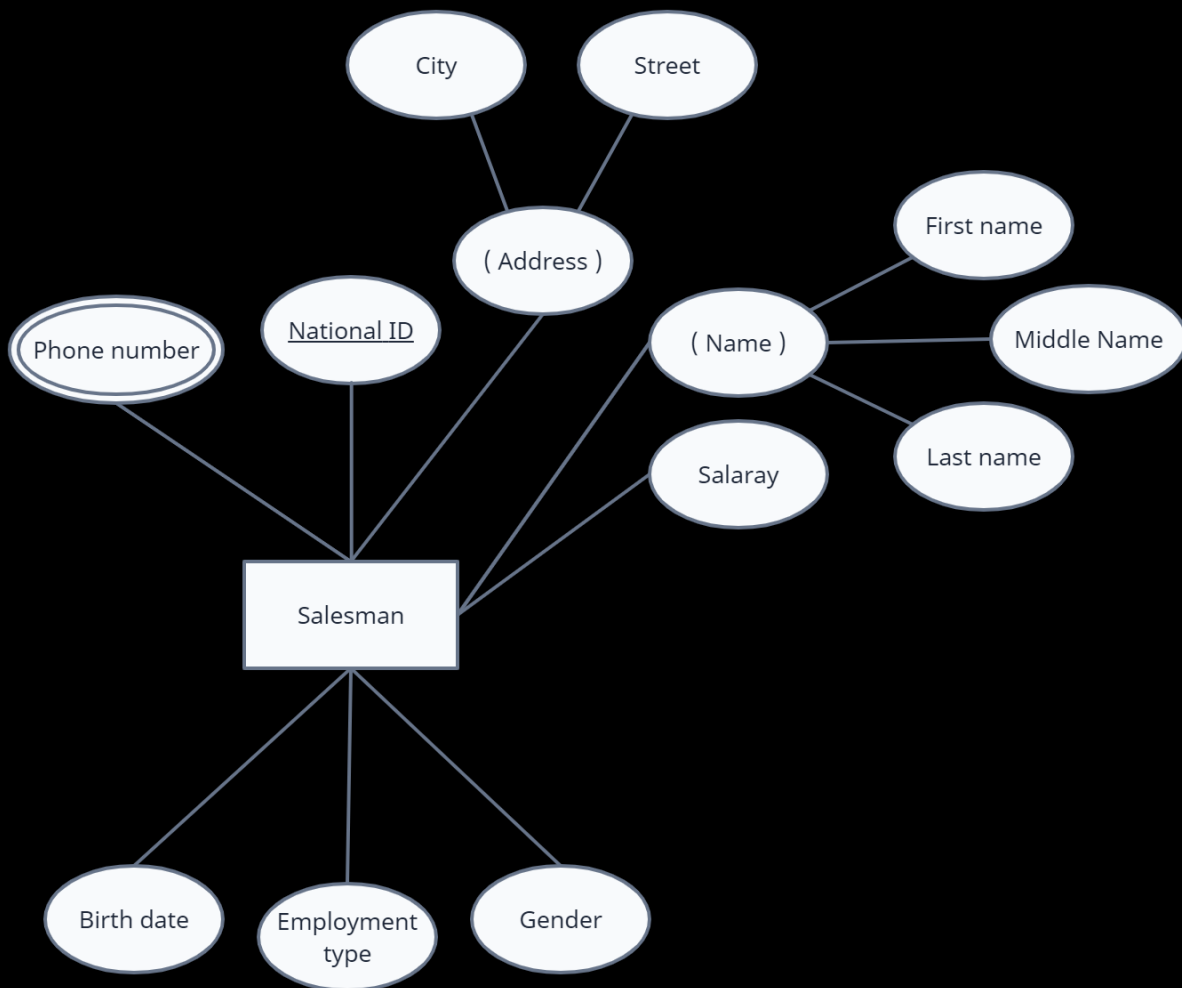 City
Street
First name
( Address )
Phone number
National ID
( Name )
Middle Name
Last name
Salaray
Salesman
Birth date
Employment
type
Gender